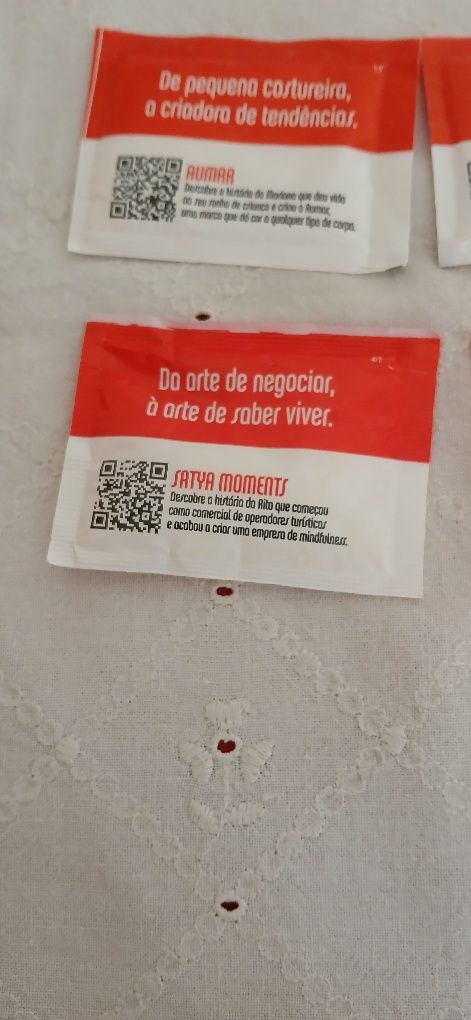 De pequena costureira,
a criadora de tendências.
AUMAR
Descobre a história da Mariana que deu vida
ao seu sonho de criança e criou a Aumar,
uma marca que dá cor a qualquer tipo de corpo.
4/7
Da arte de negociar,
à arte de saber viver.
SATYA MOMENTS
Descobre a história da Rita que começou
como comercial de operadores turísticos
e acabou a criar uma empresa de mindfulness.